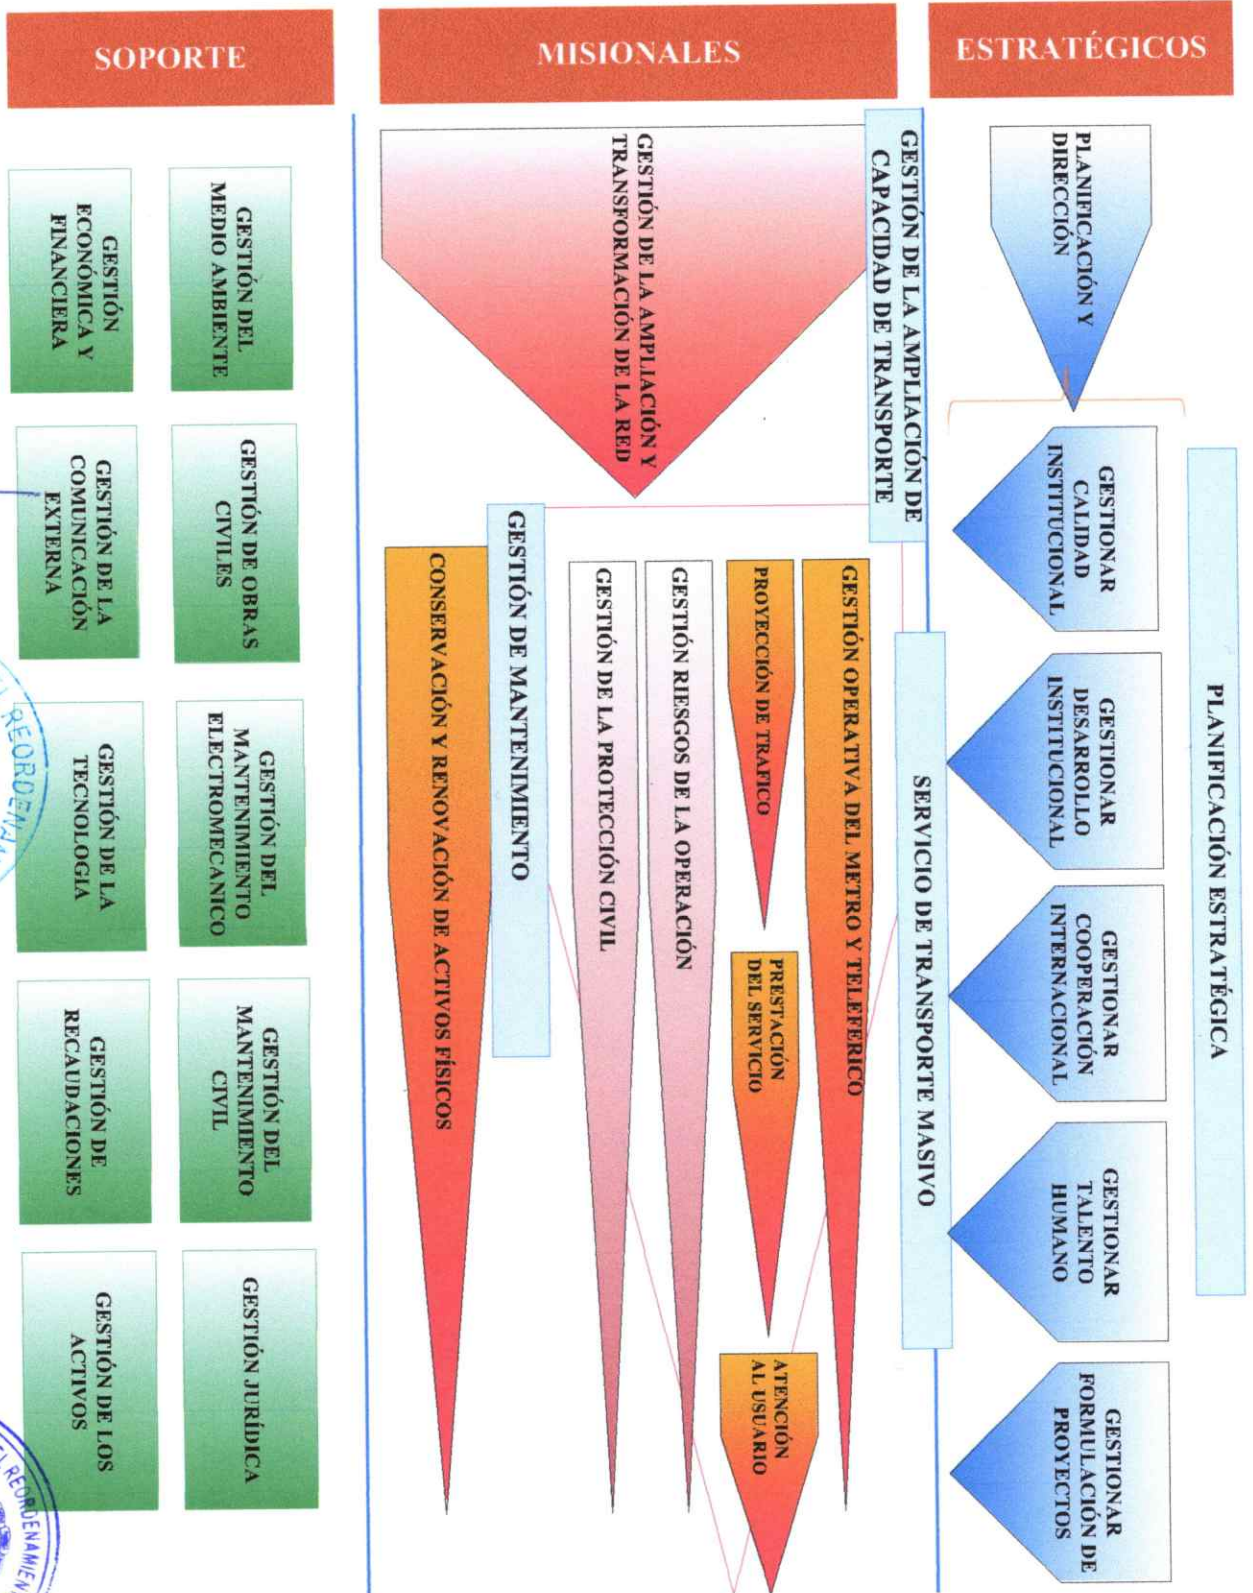 ESTRATÉGICOS
PLANIFICACIÓN ESTRATÉGICA
PLANIFICACIÓN Y
DIRECCIÓN
GESTIONAR
CALIDAD
INSTITUCIONAL
GESTIONAR
DESARROLLO
INSTITUCIONAL
GESTIONAR
COOPERACIÓN
INTERNACIONAL
GESTIONAR
TALENTO
HUMANO
GESTIONAR
FORMULACIÓN DE
PROYECTOS
MISIONALES
GESTIÓN DE LA AMPLIACIÓN DE
CAPACIDAD DE TRANSPORTE
GESTIÓN DE LA AMPLIACIÓN Y
TRANSFORMACIÓN DE LA RED
SERVICIO DE TRANSPORTE MASIVO
GESTIÓN OPERATIVA DEL METRO Y TELEFERICO
PROYECCIÓN DE TRAFICO
PRESTACIÓN
DEL SERVICIO
ATENCIÓN
AL USUARIO
GESTIÓN RIESGOS DE LA OPERACIÓN
GESTIÓN DE LA PROTECCIÓN CIVIL
GESTIÓN DE MANTENIMIENTO
CONSERVACIÓN Y RENOVACIÓN DE ACTIVOS FÍSICOS
SOPORTE
GESTIÓN DEL
MEDIO AMBIENTE
GESTIÓN DE OBRAS
CIVILES
GESTIÓN DEL
MANTENIMIENTO
ELECTROMECANICO
GESTIÓN DEL
MANTENIMIENTO
CIVIL
GESTIÓN JURÍDICA
GESTIÓN
ECONÓMICA Y
FINANCIERA
GESTIÓN DE LA
COMUNICACIÓN
EXTERNA
GESTIÓN DE LA
TECNOLOGIA
GESTIÓN DE
RECAUDACIONES
GESTIÓN DE LOS
ACTIVOS